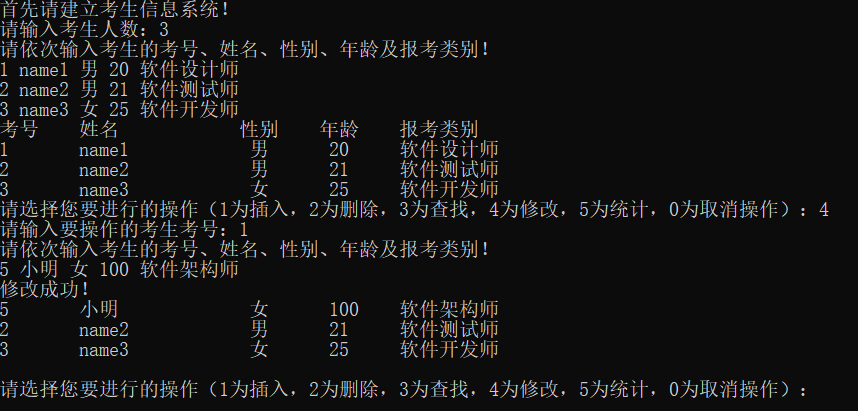 首先请建立考生信息系统！
请输入考生人数：3
请依次输入考生的考号、姓名、性别、年龄及报考类别！
1 name1 男 20 软件设计师
2 name2 男 21 软件测试师
3 name3 女 25 软件开发师
考号 姓名 性别 年龄 报考类别
1 name1 男 20 软件设计师
2 name2 男 21 软件测试师
3 name3 女 25 软件开发师
请选择您要进行的操作（1为插入，2为删除，3为查找，4为修改，5为统计，0为取消操作）：4
请输入要操作的考生考号：1
请依次输入考生的考号、姓名、性别、年龄及报考类别！
5 小明 女 100 软件架构师
修改成功！
5 小明 女 100 软件架构师
2 name2 男 21 软件测试师
3 name3 女 25 软件开发师
请选择您要进行的操作（1为插入，2为删除，3为查找，4为修改，5为统计，0为取消操作）：